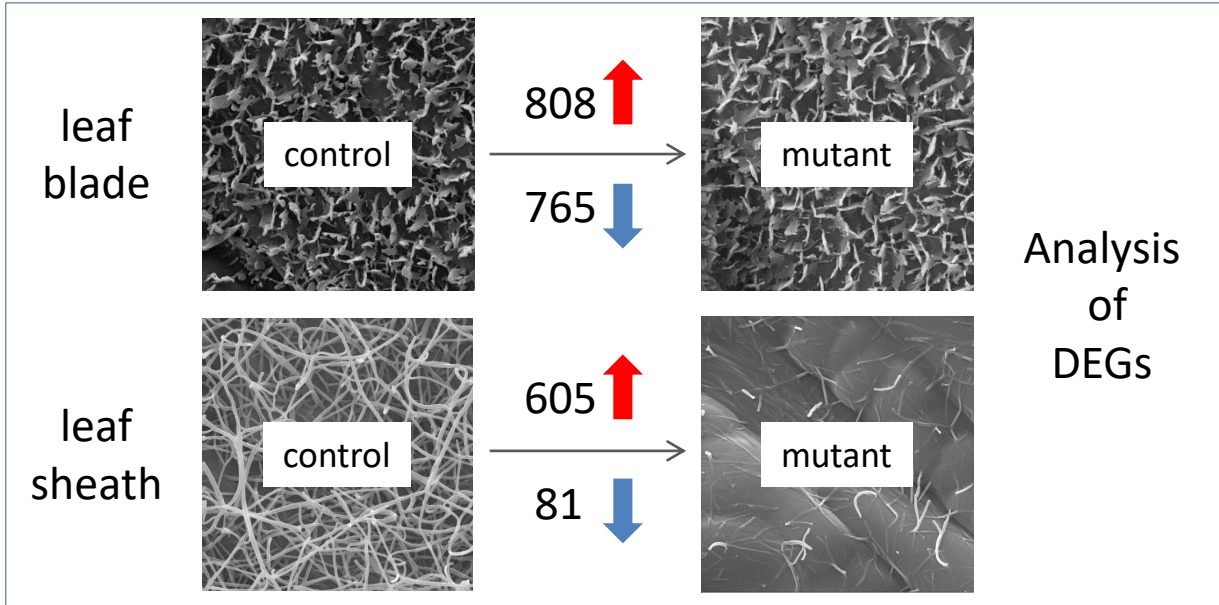 leaf
blade
control
808
765
mutant
leaf
sheath
control
605
81
mutant
Analysis
of
DEGs